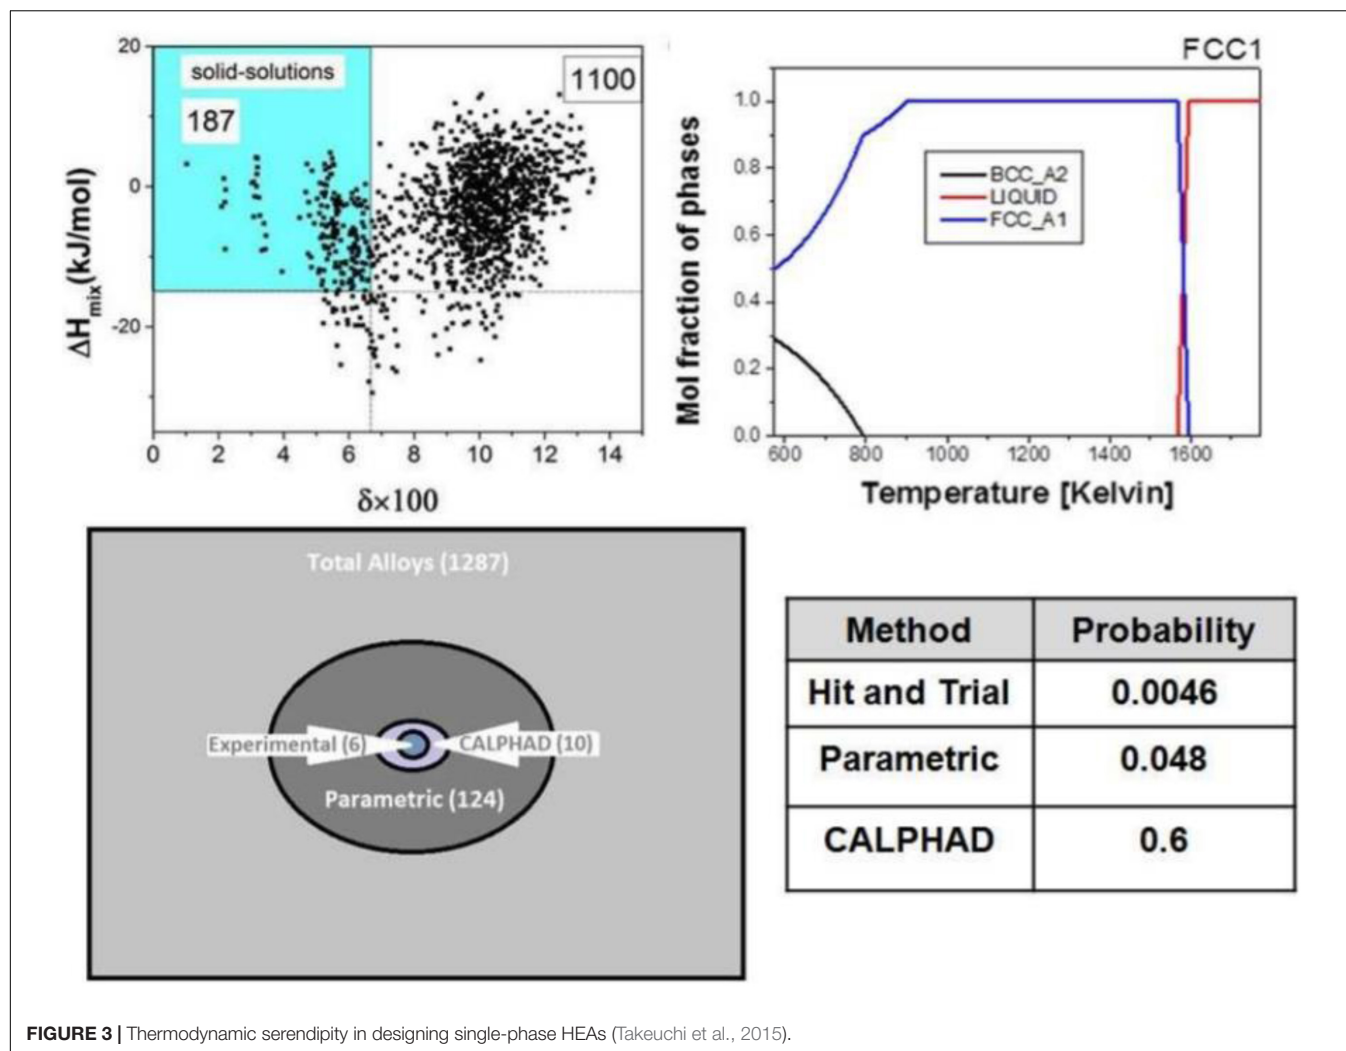 20
0
-20
ΔHmix(kJ/mol)
solid-solutions
187
1100
0 2 4 6 8 10 12 14
δ×100
FCC1
1.0
0.8
0.6
0.4
0.2
0.0
Mol fraction of phases
BCC_A2
LIQUID
FCC_A1
600 800 1000 1200 1400 1600
Temperature [Kelvin]
Total Alloys (1287)
Experimental (6)
CALPHAD (10)
Parametric (124)
Method Probability
Hit and Trial 0.0046
Parametric 0.048
CALPHAD 0.6
FIGURE 3 | Thermodynamic serendipity in designing single-phase HEAs (Takeuchi et al., 2015).